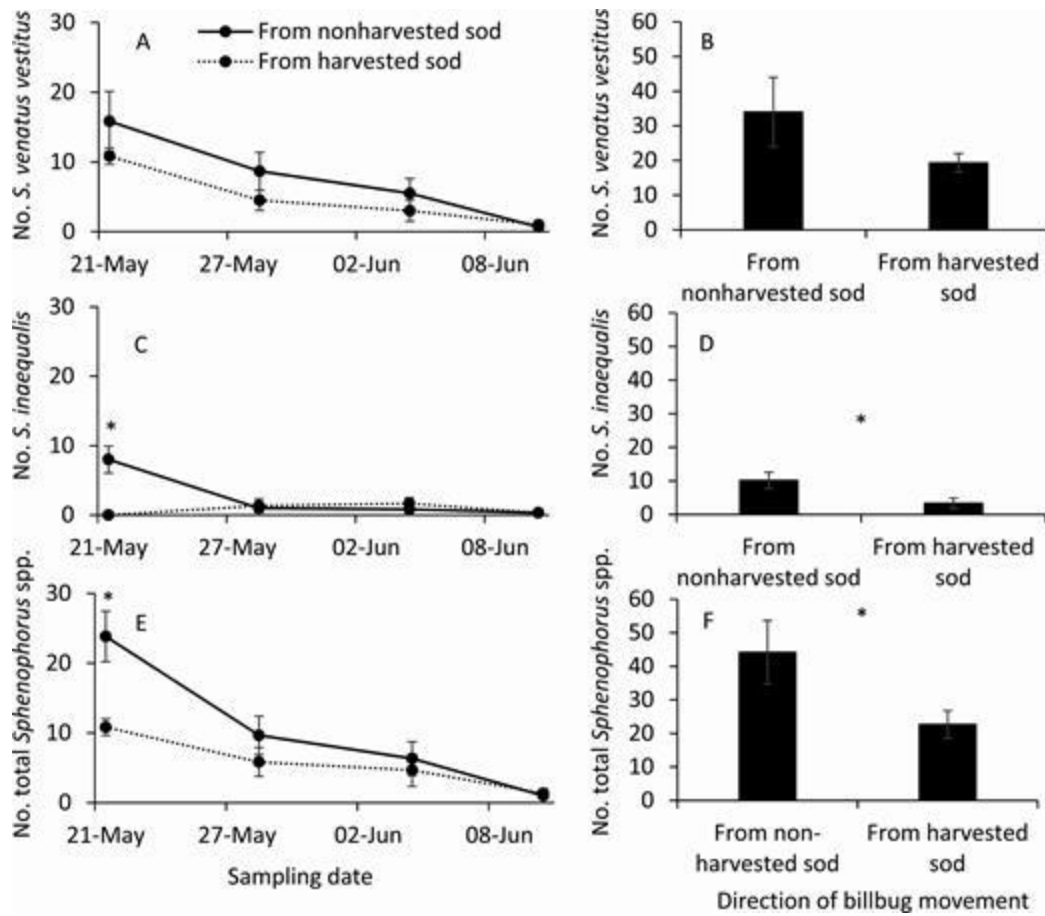 A
From nonharvested sod
From harvested sod
No. S. venatus vestitus
30
20
10
0
21-May 27-May 02-Jun 08-Jun
B
No. S. venatus vestitus
60
50
40
30
20
10
0
From nonharvested sod
From harvested sod
C
No. S. inaequalis
30
20
10
0
*
21-May 27-May 02-Jun 08-Jun
D
No. S. inaequalis
60
50
40
30
20
10
0
*
From nonharvested sod
From harvested sod
E
No. total Sphenophorus spp.
30
20
10
0
*
21-May 27-May 02-Jun 08-Jun
Sampling date
F
No. total Sphenophorus spp.
60
50
40
30
20
10
0
*
From non-
harvested sod
From harvested
sod
Direction of billbug movement